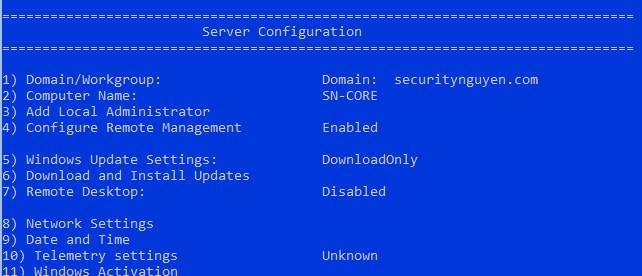 ===============================================================================
Server Configuration
===============================================================================
1) Domain/Workgroup: Domain: securitynguyen.com
2) Computer Name: SN-CORE
3) Add Local Administrator
4) Configure Remote Management Enabled
5) Windows Update Settings: DownloadOnly
6) Download and Install Updates
7) Remote Desktop: Disabled
8) Network Settings
9) Date and Time
10) Telemetry settings Unknown
11) Windows Activation